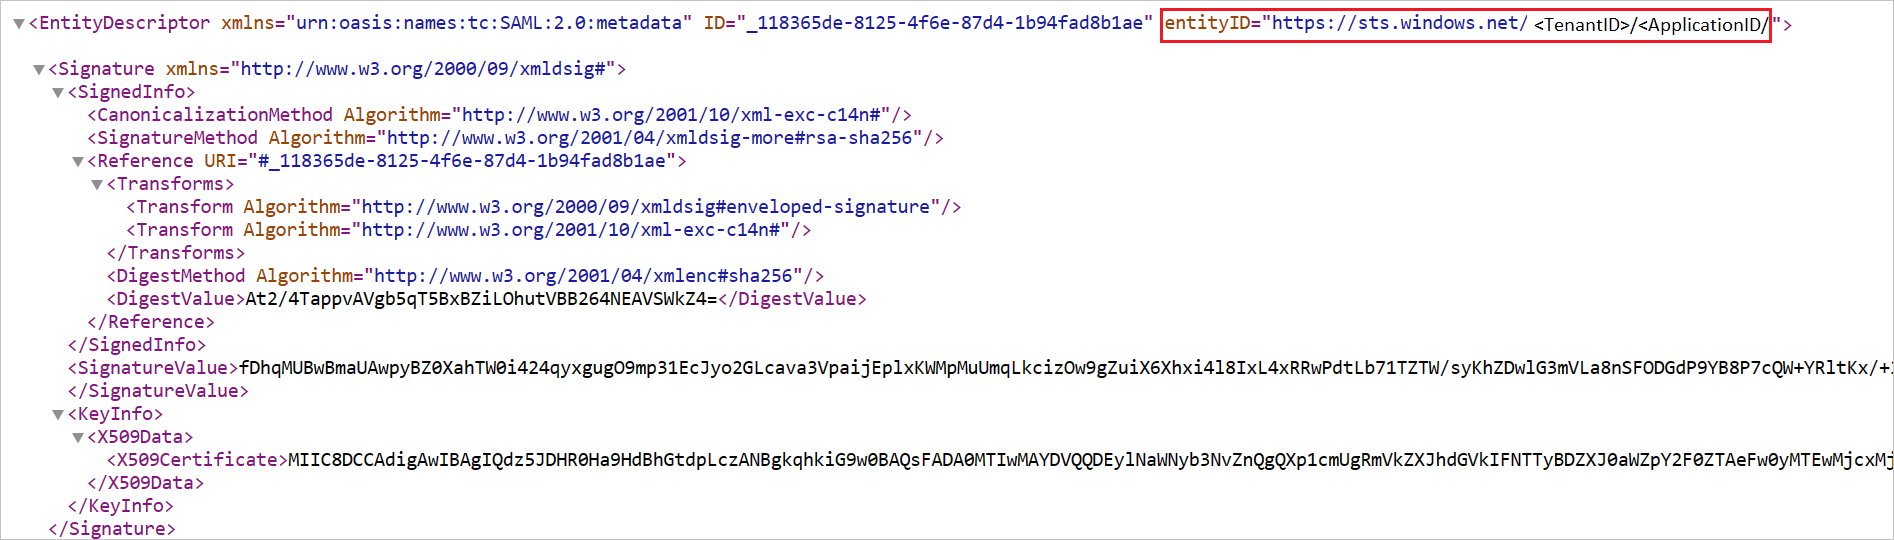 <EntityDescriptor xmlns="urn:oasis:names:tc:SAML:2.0:metadata" ID="_118365de-8125-4f6e-87d4-1b94fad8b1ae" entityID="https://sts.windows.net/ <TenantID>/<ApplicationID/ ">
<Signature xmlns="http://www.w3.org/2000/09/xmldsig#">
<SignedInfo>
<CanonicalizationMethod Algorithm="http://www.w3.org/2001/10/xml-exc-c14n#"/>
<SignatureMethod Algorithm="http://www.w3.org/2001/04/xmldsig-more#rsa-sha256"/>
<Reference URI="#_118365de-8125-4f6e-87d4-1b94fad8b1ae">
<Transforms>
<Transform Algorithm="http://www.w3.org/2000/09/xmldsig#enveloped-signature"/>
<Transform Algorithm="http://www.w3.org/2001/10/xml-exc-c14n#"/>
</Transforms>
<DigestMethod Algorithm="http://www.w3.org/2001/04/xmlenc#sha256"/>
<DigestValue>At2/4TappvAVgb5qT5BxBZiLOhutVBB264NEAVSWkZ4=</DigestValue>
</Reference>
</SignedInfo>
<SignatureValue>fDhqMUBwBmaUAwpyBZ0XahTW0i424qyxgugO9mp31EcJyo2GLcava3VpaijEplxKWMpMuUmqLkcizOw9gZuiX6Xhxi4l8IxL4xRRwPdtLb71TZTW/syKhZDwlG3mVLa8nSFODGdP9YB8P7cQW+YRltKx/+1
</SignatureValue>
<KeyInfo>
<X509Data>
<X509Certificate>MIIC8DCCAdigAwIBAgIQdz5JDHR0Ha9HdBhGtdpLczANBgkqhkiG9w0BAQsFADA0MTIwMAYDVQQDEylNaWNyb3NvZnQgQXp1cmUgRmVkZXJhdGVkIFNTTyBDZXJ0aWZpY2F0ZTAeFw0yMTEwMjcxMj
</X509Data>
</KeyInfo>
</Signature>